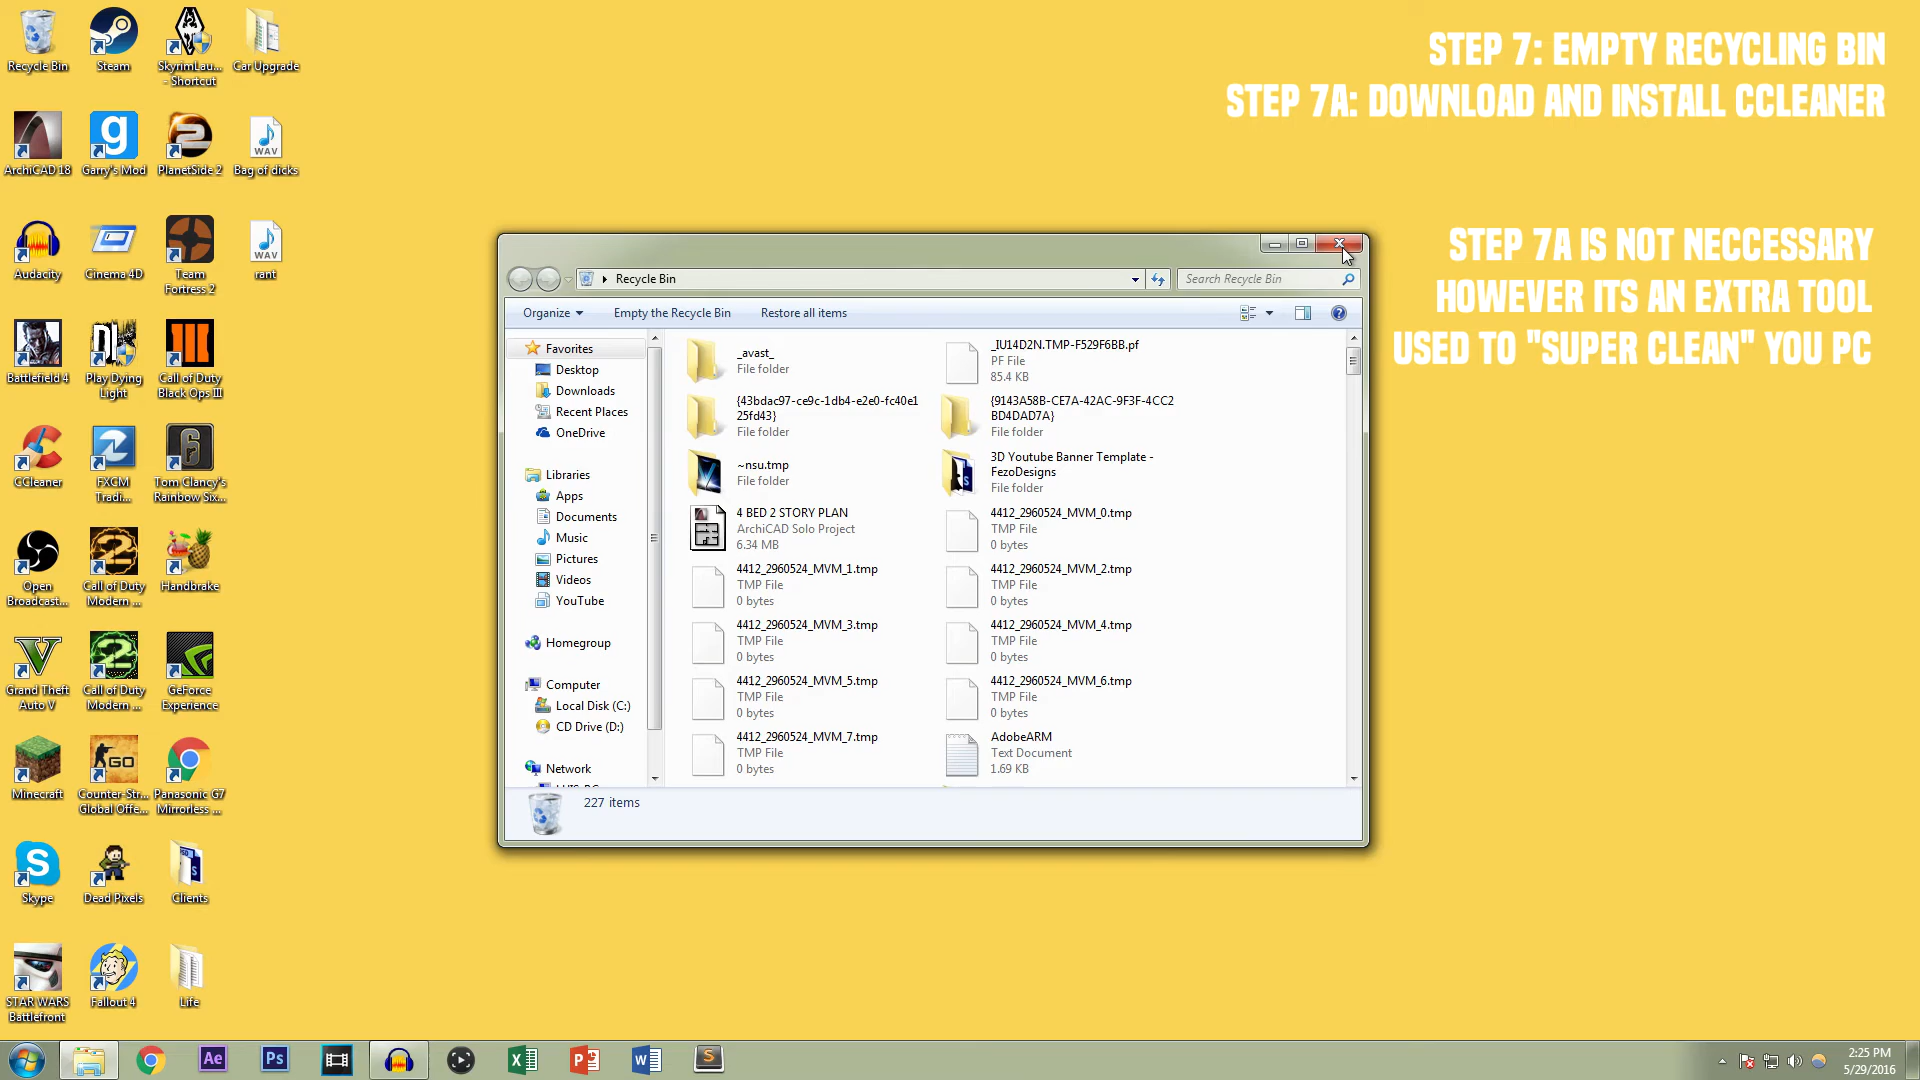 STEP 7: EMPTY RECYCLING BIN
STEP 7A: DOWNLOAD AND INSTALL CCLEANER
STEP 7A IS NOT NECCESSARY
HOWEVER ITS AN EXTRA TOOL
USED TO "SUPER CLEAN" YOU PC
Recycle Bin
Steam
SkyrimLau...
- Shortcut
Car Upgrade
ArchiCAD 18
Garry's Mod
PlanetSide 2
WAV
Bag of dicks
Audacity
Cinema 4D
Team
Fortress 2
WAV
rant
Battlefield 4
Play Dying
Light
Call of Duty
Black Ops III
CCleaner
FXCM
Tradi...
Tom Clancy's
Rainbow Six...
Open
Broadcast...
Call of Duty
Modern ...
Handbrake
Grand Theft
Auto V
Call of Duty
Modern ...
GeForce
Experience
Minecraft
GO
Counter-Str...
Global Offe...
Panasonic G7
Mirrorless ...
Skype
Dead Pixels
Clients
STAR WARS
Battlefront
Fallout 4
Life
Recycle Bin
Search Recycle Bin
Organize
Empty the Recycle Bin
Restore all items
Favorites
Desktop
Downloads
Recent Places
OneDrive
Libraries
Apps
Documents
Music
Pictures
Videos
YouTube
Homegroup
Computer
Local Disk (C:)
CD Drive (D:)
Network
_avast_
File folder
_IU14D2N.TMP-F529F6BB.pf
PF File
85.4 KB
{43bdac97-ce9c-1db4-e2e0-fc40e1
25fd43}
File folder
{9143A58B-CE7A-42AC-9F3F-4CC2
BD4DAD7A}
File folder
~nsu.tmp
File folder
3D Youtube Banner Template -
FezoDesigns
File folder
4 BED 2 STORY PLAN
ArchiCAD Solo Project
6.34 MB
4412_2960524_MVM_0.tmp
TMP File
0 bytes
4412_2960524_MVM_1.tmp
TMP File
0 bytes
4412_2960524_MVM_2.tmp
TMP File
0 bytes
4412_2960524_MVM_3.tmp
TMP File
0 bytes
4412_2960524_MVM_4.tmp
TMP File
0 bytes
4412_2960524_MVM_5.tmp
TMP File
0 bytes
4412_2960524_MVM_6.tmp
TMP File
0 bytes
4412_2960524_MVM_7.tmp
TMP File
0 bytes
AdobeARM
Text Document
1.69 KB
227 items
Ae
Ps
2:25 PM
5/29/2016